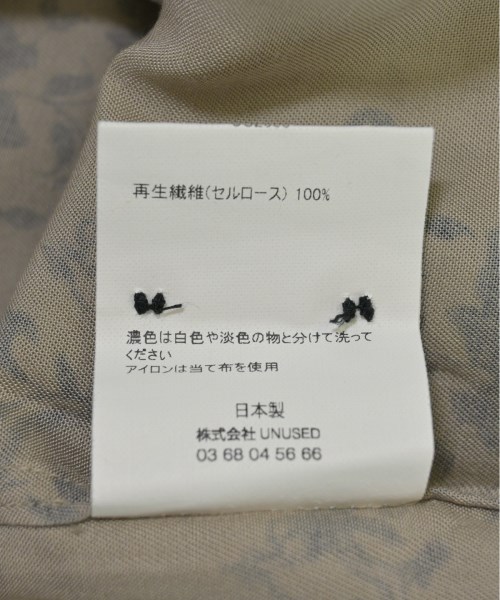 再生繊維(セルロース) 100%
濃色は白色や淡色の物と分けて洗って
ください
アイロンは当て布を使用
日本製
株式会社 UNUSED
03 68 04 56 66